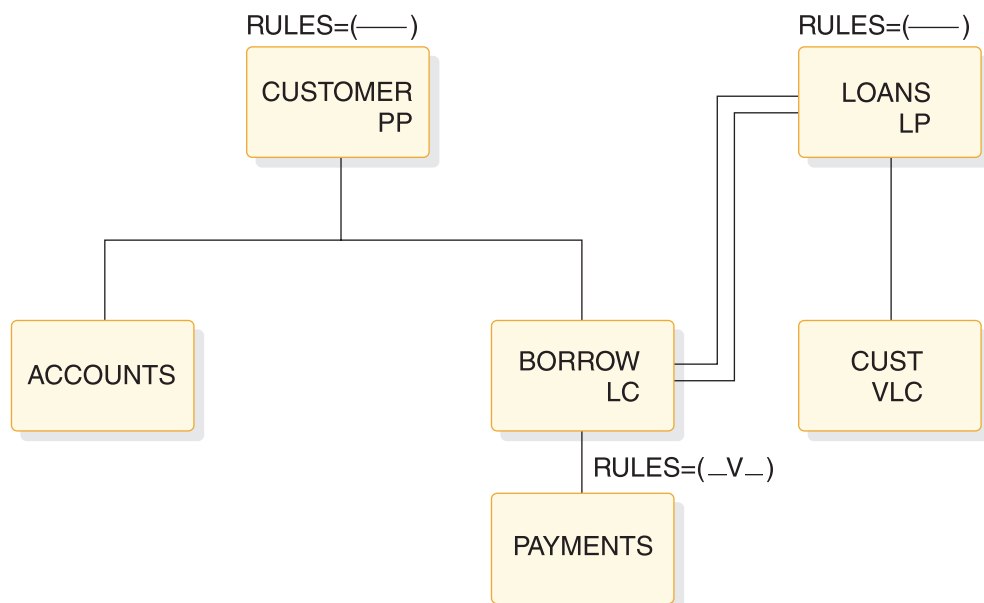 RULES=(——)
RULES=(——)
CUSTOMER
PP
LOANS
LP
ACCOUNTS
BORROW
LC
CUST
VLC
RULES=(_V_)
PAYMENTS